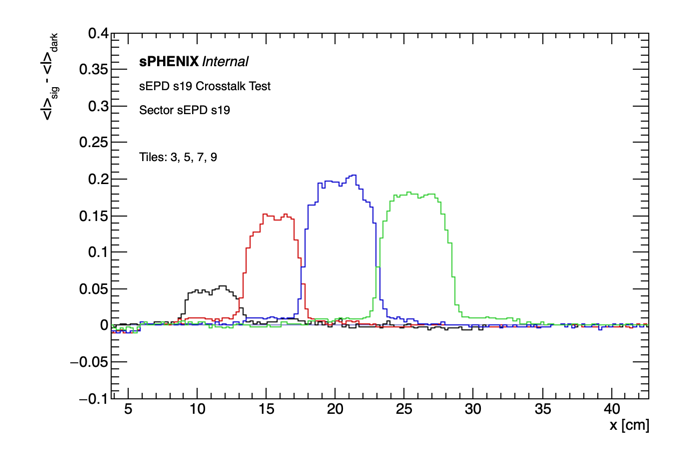 <I>sig - <I>dark
0.4
0.35
0.3
0.25
0.2
0.15
0.1
0.05
0
−0.05
−0.1
sPHENIX Internal
sEPD s19 Crosstalk Test
Sector sEPD s19
Tiles: 3, 5, 7, 9
5 10 15 20 25 30 35 40
x [cm]